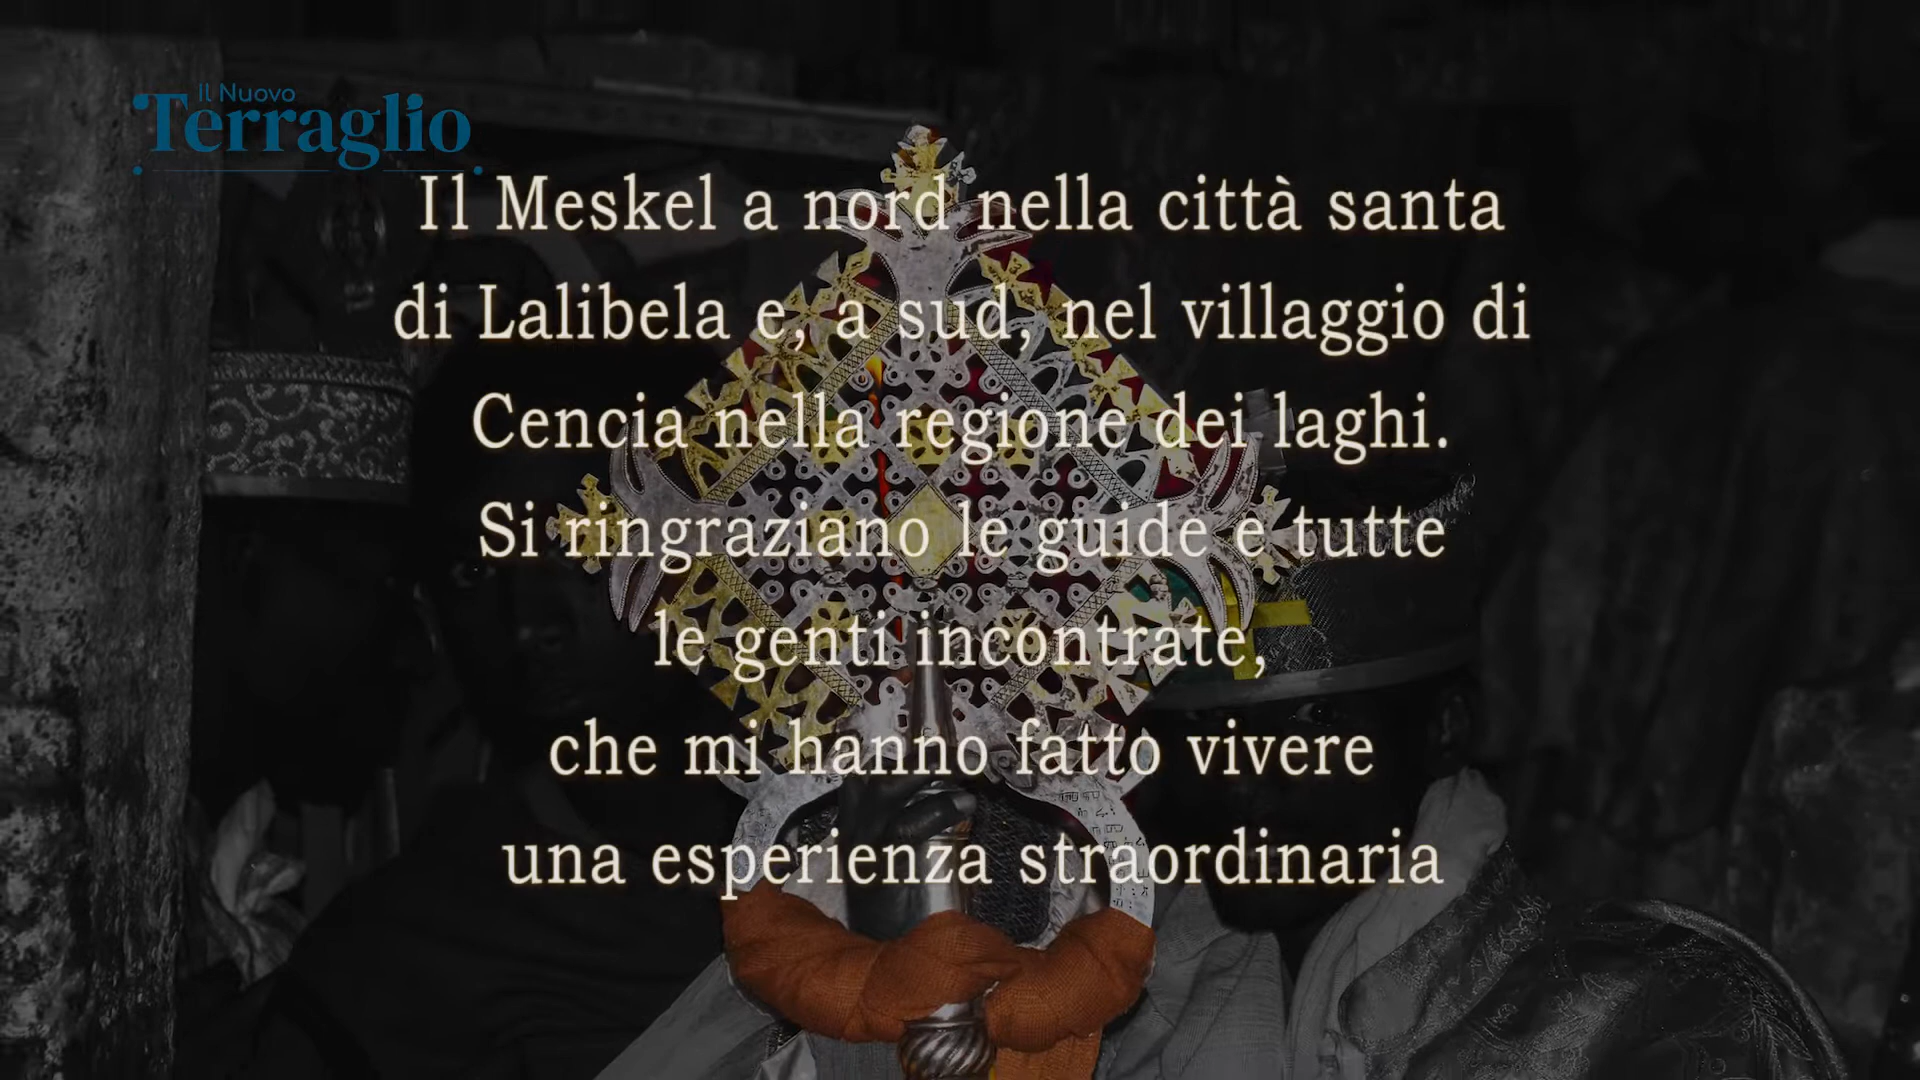 Il Nuovo
Terraglio
Il Meskel a nord nella città santa
di Lalibela e, a sud, nel villaggio di
Cencia nella regione dei laghi.
Si ringraziano le guide e tutte
le genti incontrate,
che mi hanno fatto vivere
una esperienza straordinaria